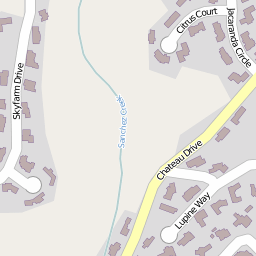 Citrus Court
Jacaranda Circle
Skyfarm Drive
Sanchez Creek
Chateau Drive
Lupine Way